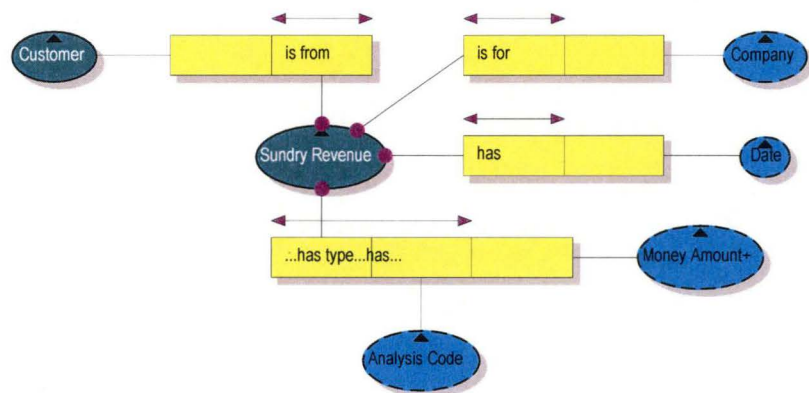 Customer
is from
is for
Company
Sundry Revenue
has
Date
...has type...has...
Money Amount+
Analysis Code